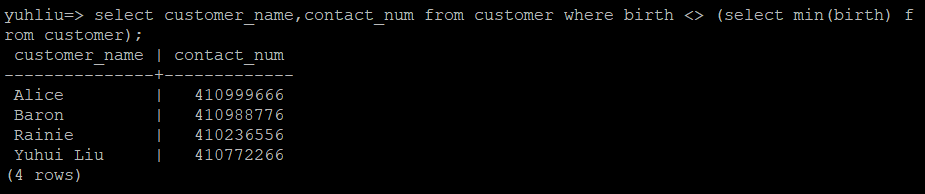 yuhliu=> select customer_name,contact_num from customer where birth <> (select min(birth) f
rom customer);
 customer_name | contact_num
---------------+-------------
 Alice         |   410999666
 Baron         |   410988776
 Rainie        |   410236556
 Yuhui Liu     |   410772266
(4 rows)